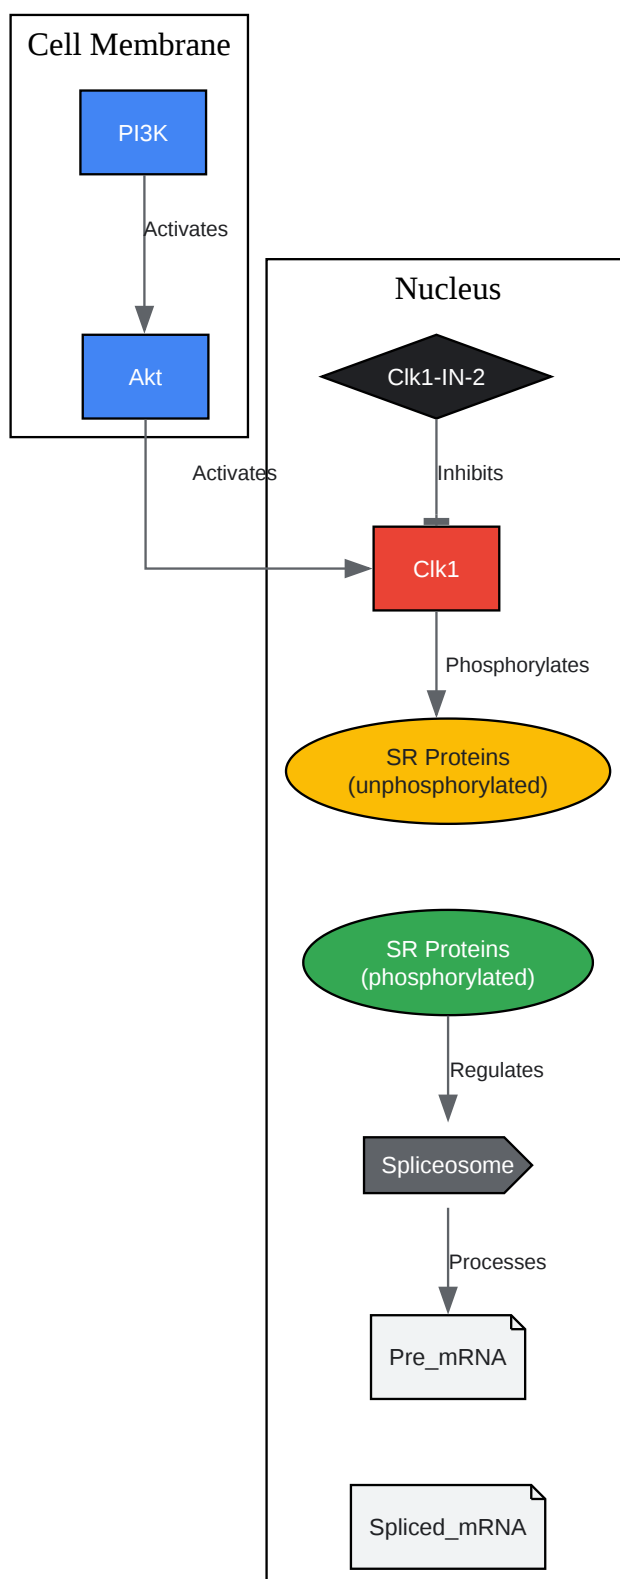 Cell Membrane
PI3K
Activates
Nucleus
Akt
Clk1-IN-2
Activates
Inhibits
Clk1
Phosphorylates
SR Proteins
(unphosphorylated)
SR Proteins
(phosphorylated)
Regulates
Spliceosome
Processes
Pre_mRNA
Spliced_mRNA